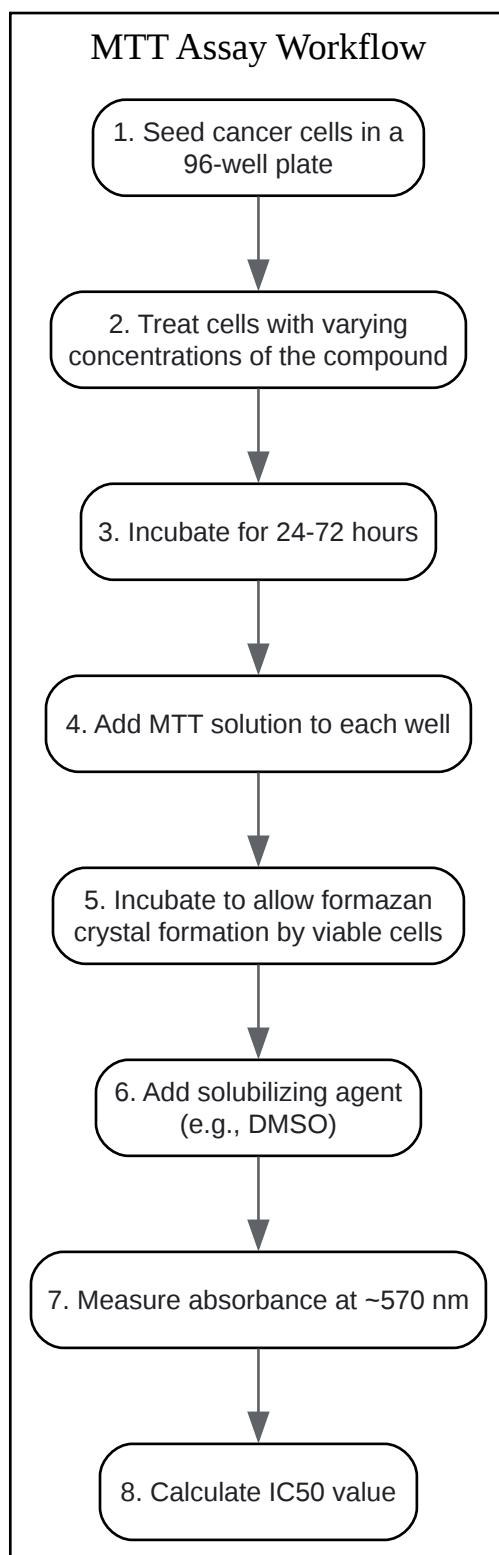 MTT Assay Workflow
1. Seed cancer cells in a
96-well plate
2. Treat cells with varying
concentrations of the compound
3. Incubate for 24-72 hours
4. Add MTT solution to each well
5. Incubate to allow formazan
crystal formation by viable cells
6. Add solubilizing agent
(e.g., DMSO)
7. Measure absorbance at ~570 nm
8. Calculate IC50 value